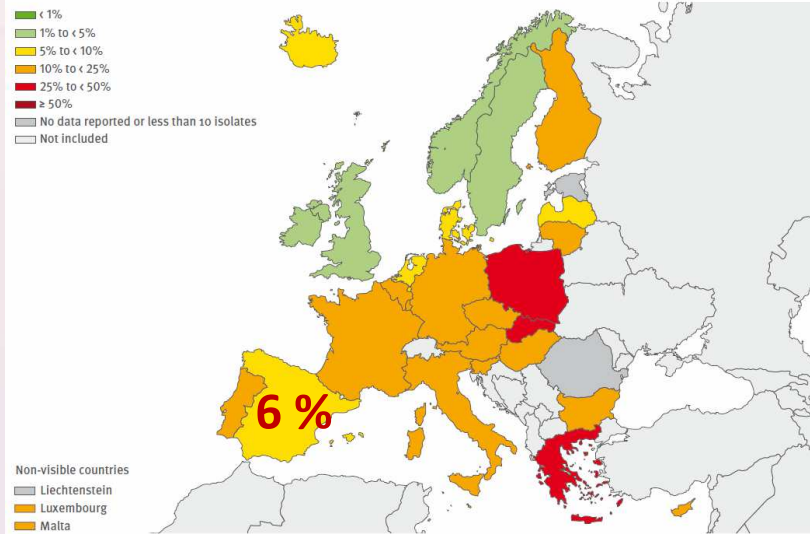 < 1%
1% to < 5%
5% to < 10%
10% to < 25%
25% to < 50%
≥ 50%
No data reported or less than 10 isolates
Not included
6 %
Non-visible countries
Liechtenstein
Luxembourg
Malta